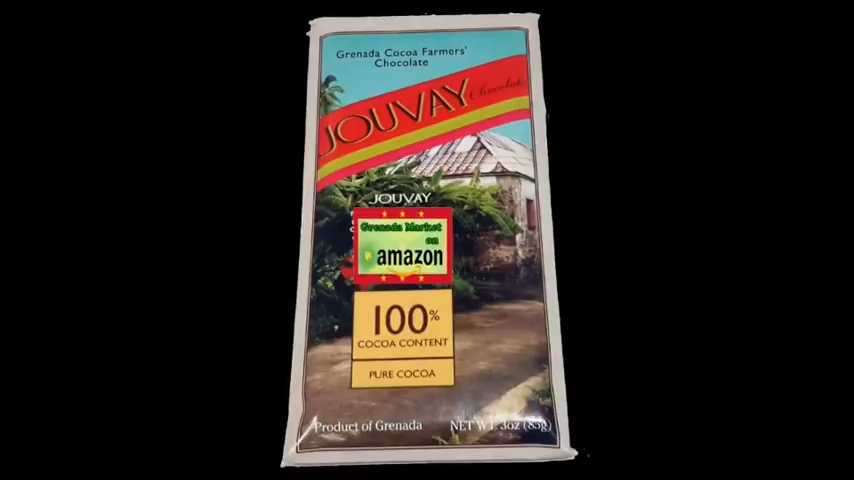 Grenada Cocoa Farmers'
Chocolate
JOUVAY Chocolate
JOUVAY
Grenada Market
on
amazon
100%
COCOA CONTENT
PURE COCOA
Product of Grenada
NET WT. 3oz (85g)